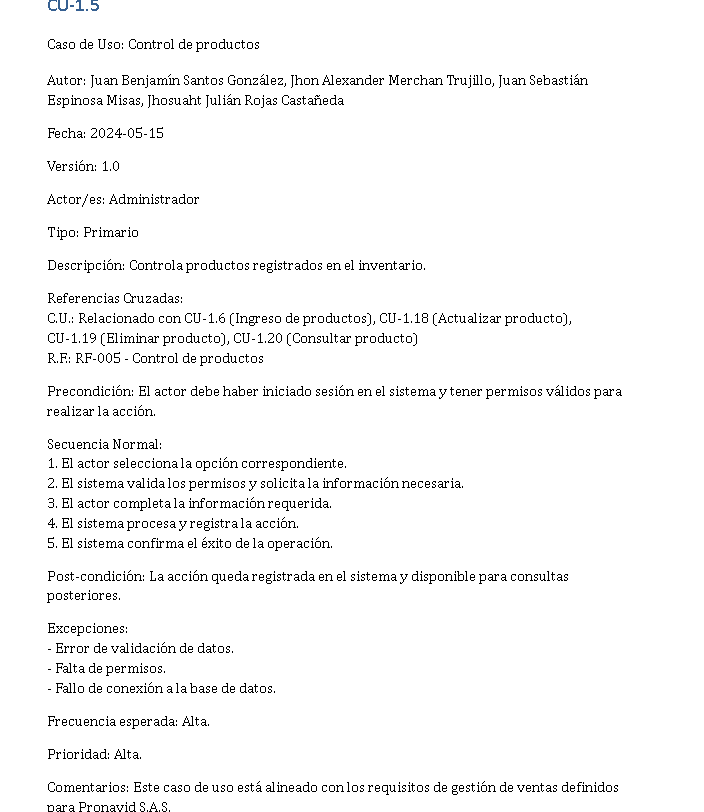 CU-1.5
Caso de Uso: Control de productos
Autor: Juan Benjamín Santos González, Jhon Alexander Merchan Trujillo, Juan Sebastián
Espinosa Misas, Jhosuaht Julián Rojas Castañeda
Fecha: 2024-05-15
Versión: 1.0
Actor/es: Administrador
Tipo: Primario
Descripción: Controla productos registrados en el inventario.
Referencias Cruzadas:
C.U.: Relacionado con CU-1.6 (Ingreso de productos), CU-1.18 (Actualizar producto),
CU-1.19 (Eliminar producto), CU-1.20 (Consultar producto)
R.F.: RF-005 - Control de productos
Precondición: El actor debe haber iniciado sesión en el sistema y tener permisos válidos para
realizar la acción.
Secuencia Normal:
1. El actor selecciona la opción correspondiente.
2. El sistema valida los permisos y solicita la información necesaria.
3. El actor completa la información requerida.
4. El sistema procesa y registra la acción.
5. El sistema confirma el éxito de la operación.
Post-condición: La acción queda registrada en el sistema y disponible para consultas
posteriores.
Excepciones:
- Error de validación de datos.
- Falta de permisos.
- Fallo de conexión a la base de datos.
Frecuencia esperada: Alta.
Prioridad: Alta.
Comentarios: Este caso de uso está alineado con los requisitos de gestión de ventas definidos
para Pronavid S.A.S.